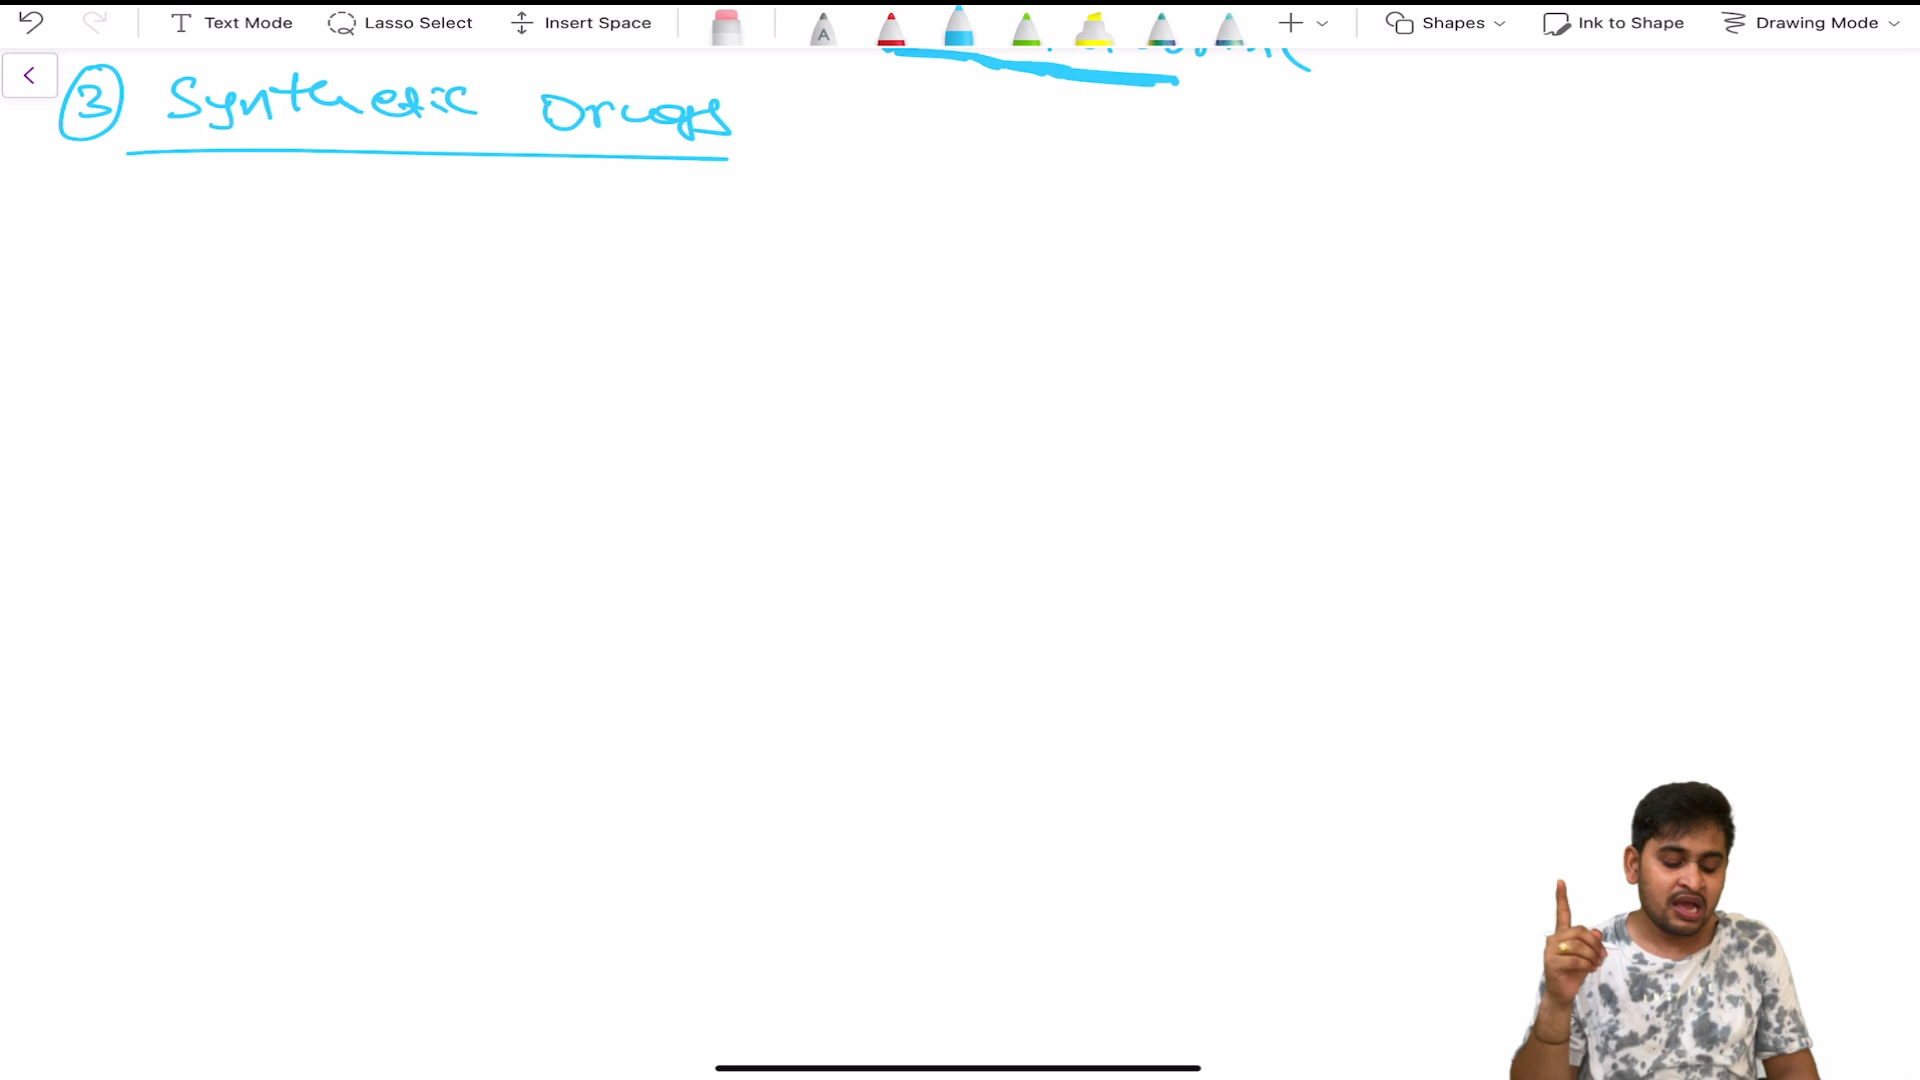 Text Mode Lasso Select Insert Space A Shapes Ink to Shape Drawing Mode
3 Synthetic Drugs